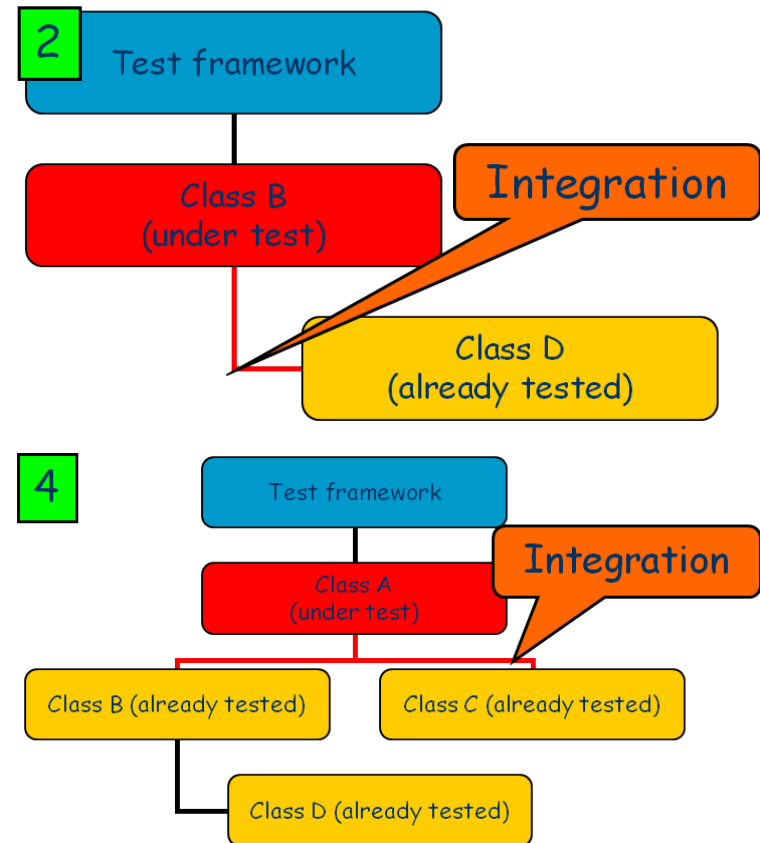 2
Test framework
Class B
(under test)
Integration
Class D
(already tested)
4
Test framework
Class A
(under test)
Integration
Class B (already tested)
Class C (already tested)
Class D (already tested)